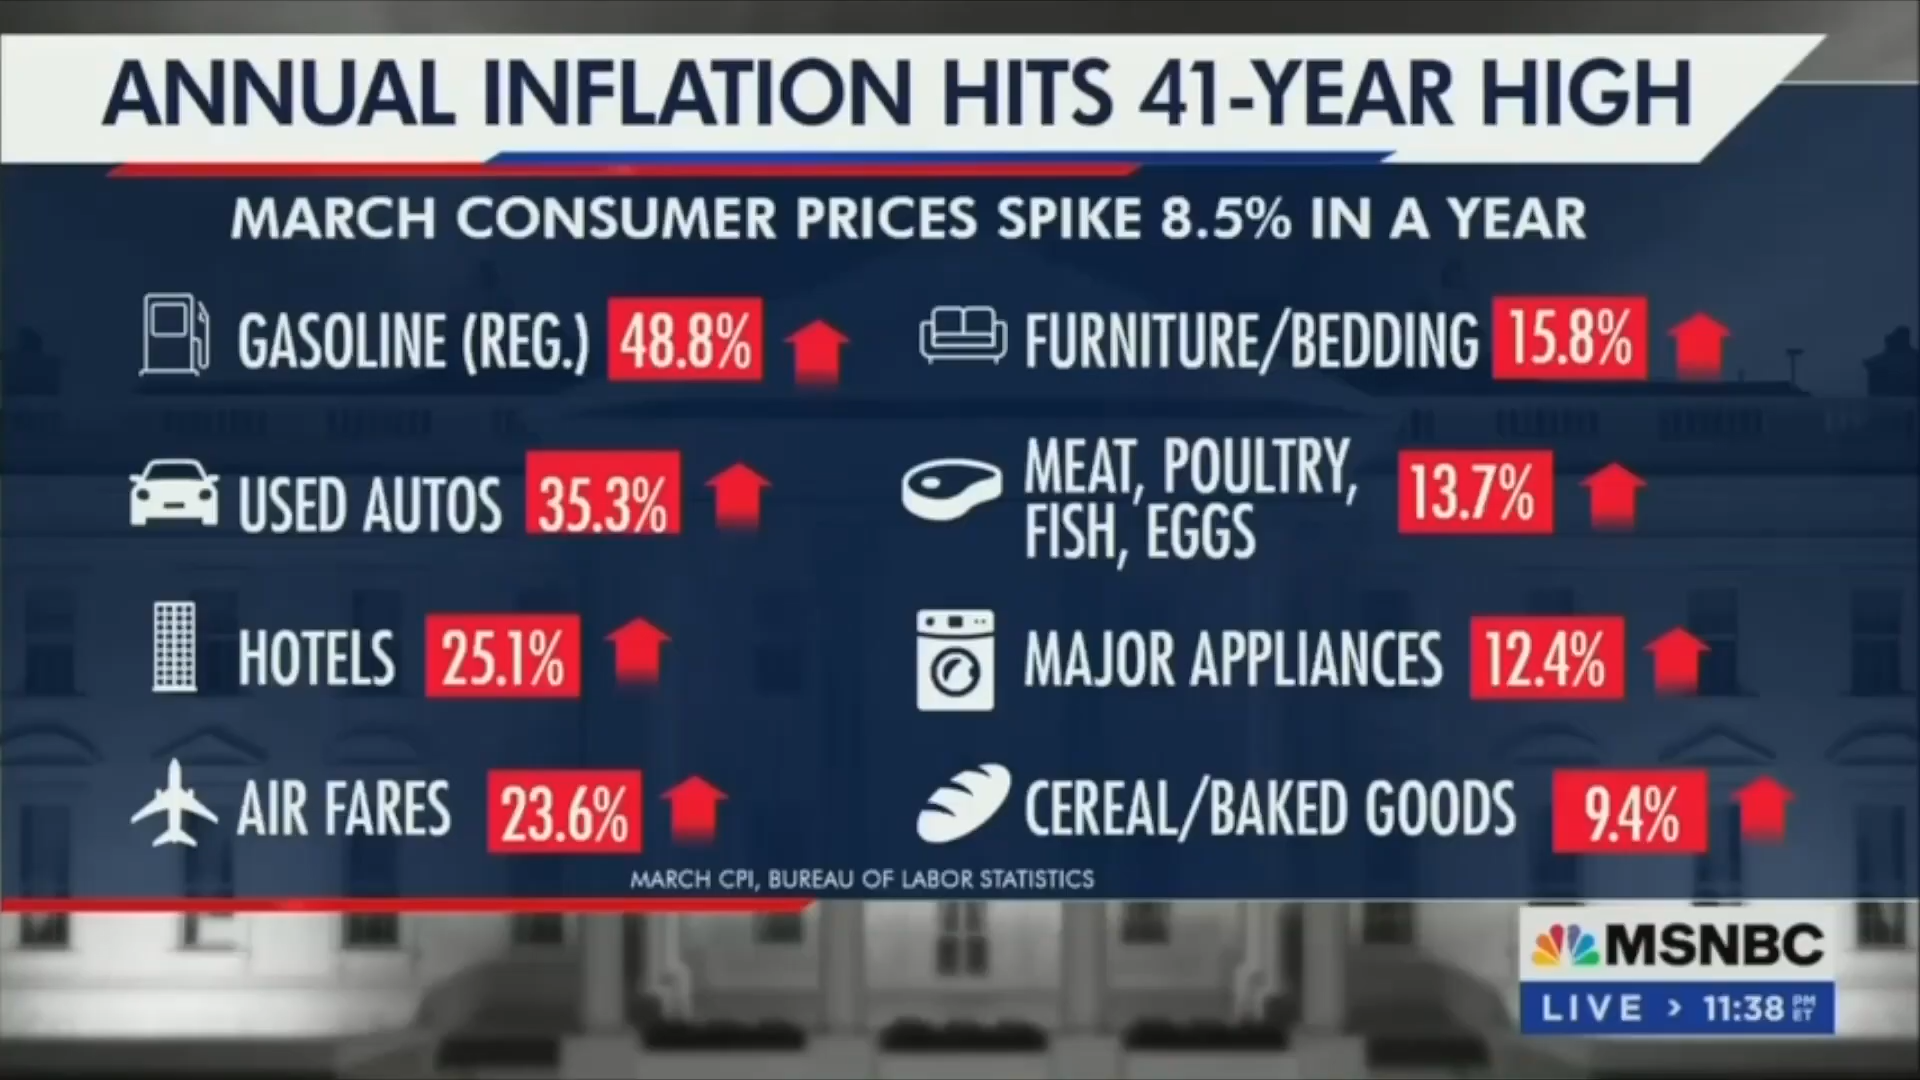 ANNUAL INFLATION HITS 41-YEAR HIGH
MARCH CONSUMER PRICES SPIKE 8.5% IN A YEAR
GASOLINE (REG.) 48.8%
USED AUTOS 35.3%
HOTELS 25.1%
AIR FARES 23.6%
FURNITURE/BEDDING 15.8%
MEAT, POULTRY,
FISH, EGGS 13.7%
MAJOR APPLIANCES 12.4%
CEREAL/BAKED GOODS 9.4%
MARCH CPI, BUREAU OF LABOR STATISTICS
MSNBC
LIVE > 11:38 PM ET